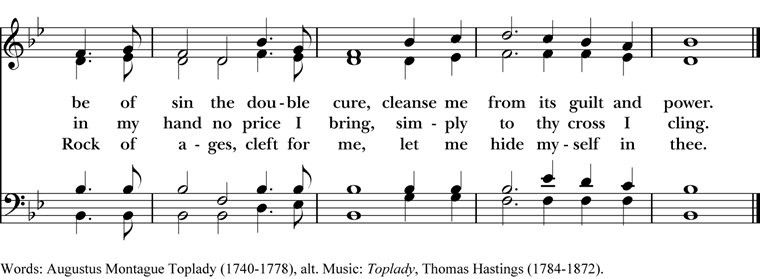 be of sin the dou - ble cure, cleanse me from its guilt and power.
in my hand no price I bring, sim - ply to thy cross I cling.
Rock of a - ges, cleft for me, let me hide my - self in thee.
Words: Augustus Montague Toplady (1740-1778), alt. Music: Toplady, Thomas Hastings (1784-1872).